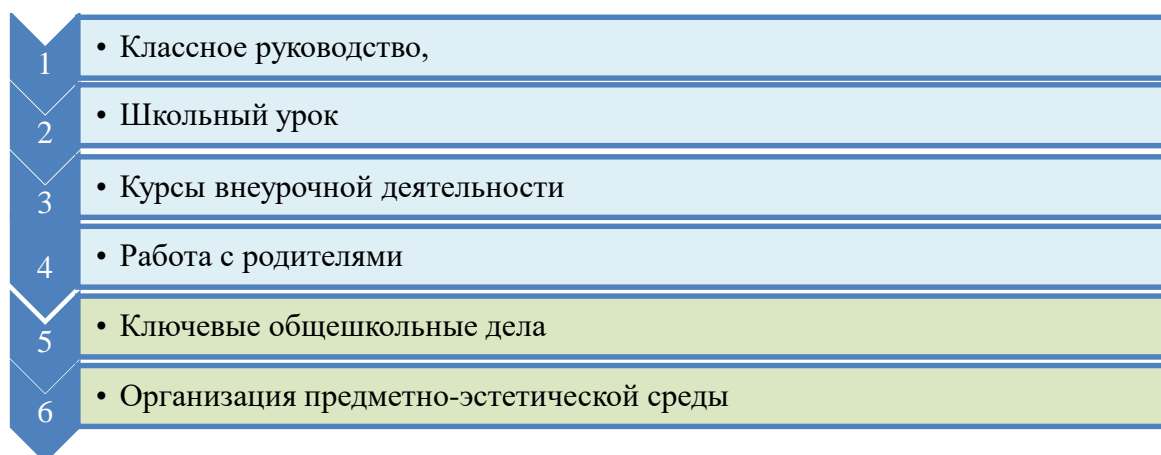 1 • Классное руководство,
2 • Школьный урок
3 • Курсы внеурочной деятельности
4 • Работа с родителями
5 • Ключевые общешкольные дела
6 • Организация предметно-эстетической среды